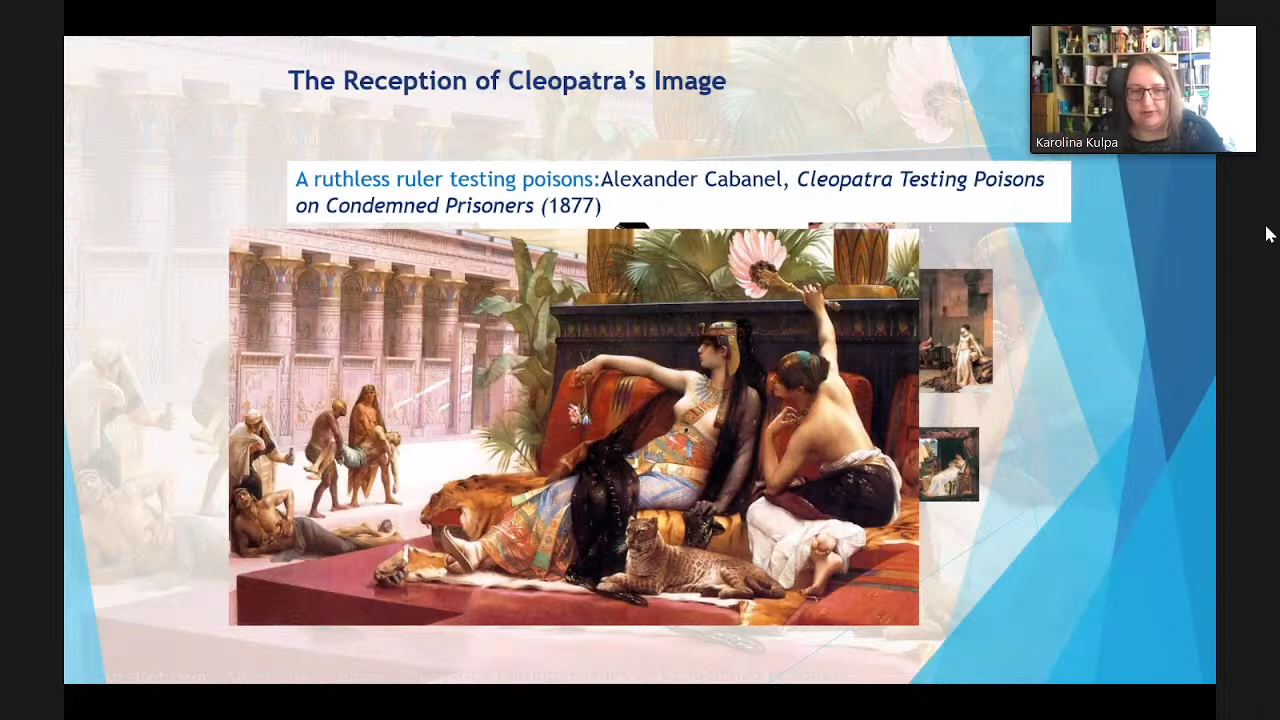 The Reception of Cleopatra's Image
A ruthless ruler testing poisons:Alexander Cabanel, Cleopatra Testing Poisons
on Condemned Prisoners (1877)
Karolina Kulpa